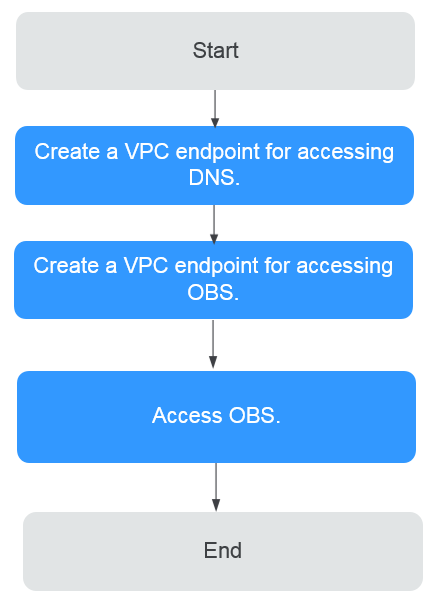 Start
Create a VPC endpoint for accessing
DNS.
Create a VPC endpoint for accessing
OBS.
Access OBS.
End